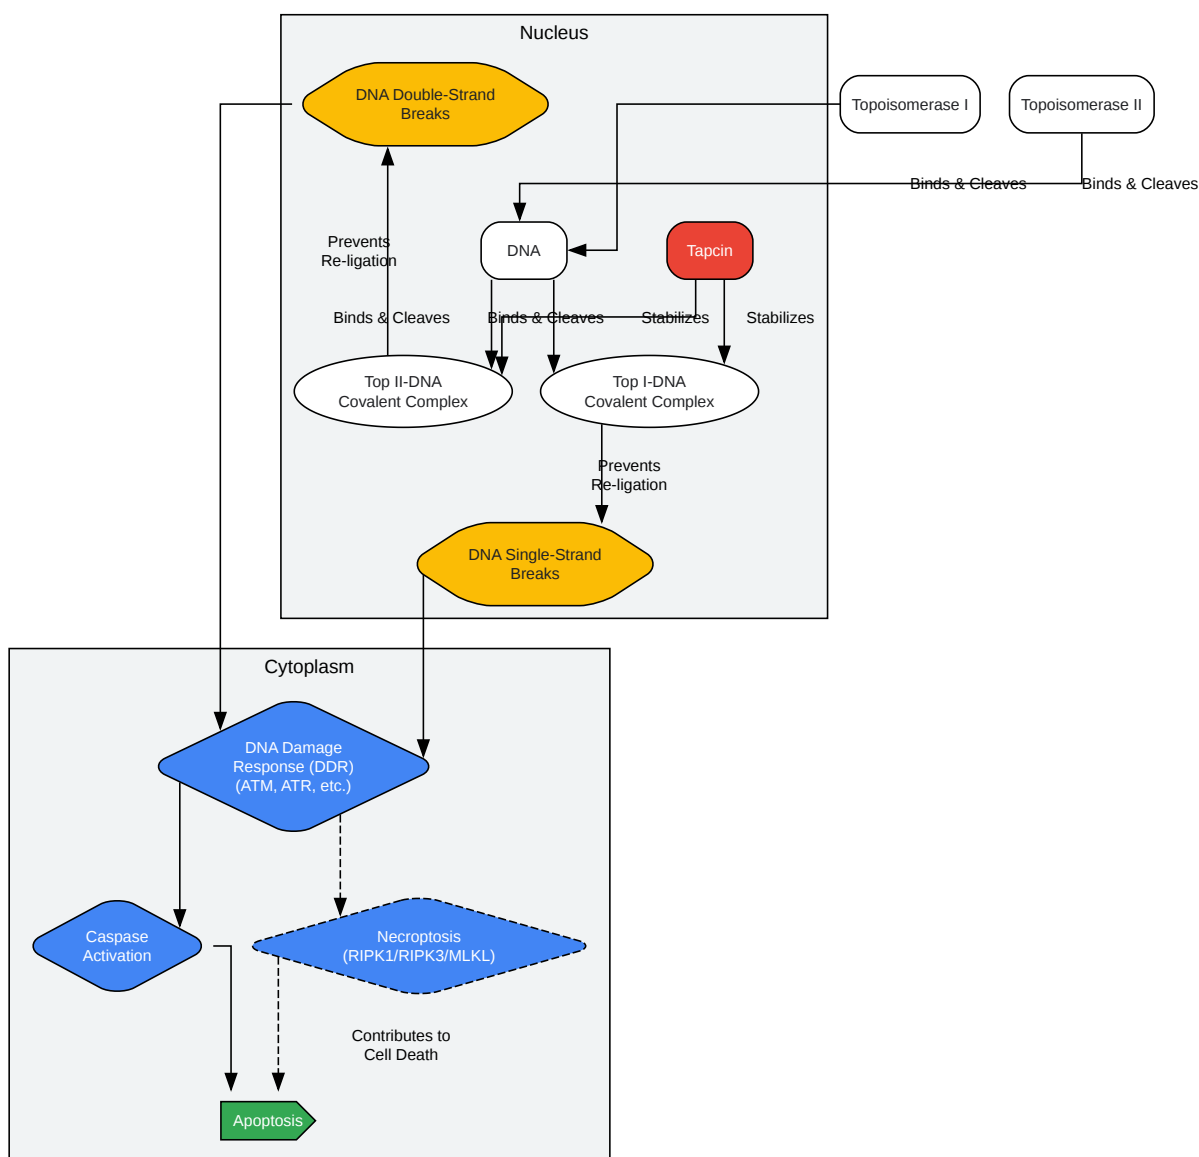 Nucleus
DNA Double-Strand
Breaks
Topoisomerase I
Topoisomerase II
Binds & Cleaves
Binds & Cleaves
Prevents
Re-ligation
DNA
Tapcin
Binds & Cleaves
Binds & Cleaves
Stabilizes
Stabilizes
Top II-DNA
Covalent Complex
Top I-DNA
Covalent Complex
Prevents
Re-ligation
DNA Single-Strand
Breaks
Cytoplasm
DNA Damage
Response (DDR)
(ATM, ATR, etc.)
Caspase
Activation
Necroptosis
(RIPK1/RIPK3/MLKL)
Contributes to
Cell Death
Apoptosis